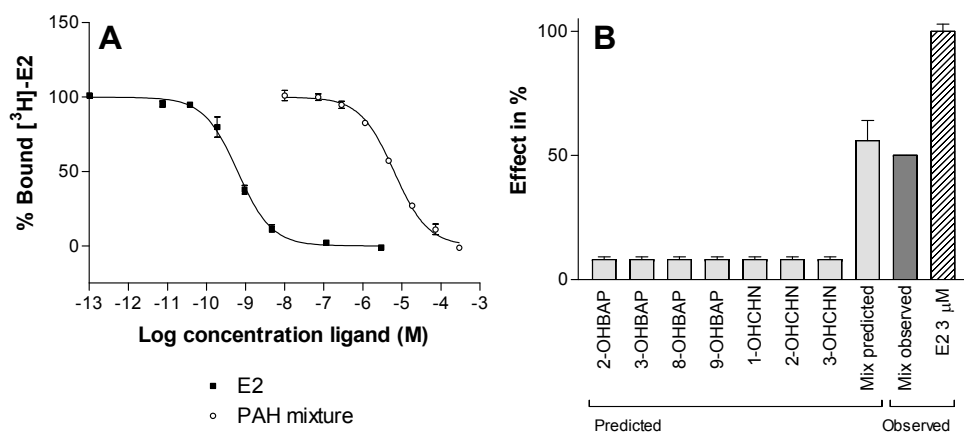 A
150
100
50
0
% Bound [³H]-E2
-13 -12 -11 -10 -9 -8 -7 -6 -5 -4 -3
Log concentration ligand (M)
E2
PAH mixture
B
100
50
0
Effect in %
2-OHBAP
3-OHBAP
8-OHBAP
9-OHBAP
1-OHCHN
2-OHCHN
3-OHCHN
Mix predicted
Mix observed
E2 3 μM
Predicted
Observed